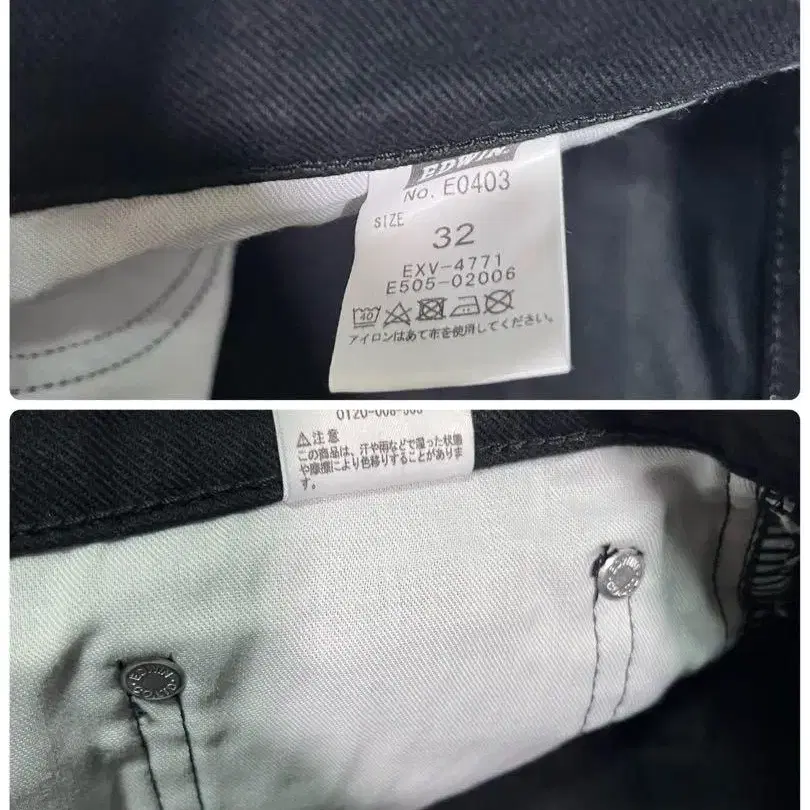 EDWIN
No. E0403
SIZE
32
EXV-4771
E505-02006
40
アイロンはあて布を使用してください。
⚠注意
この商品は、汗や雨などで湿った状態
や摩擦により色移りすることがありま
す。
EDWIN
EDWIN